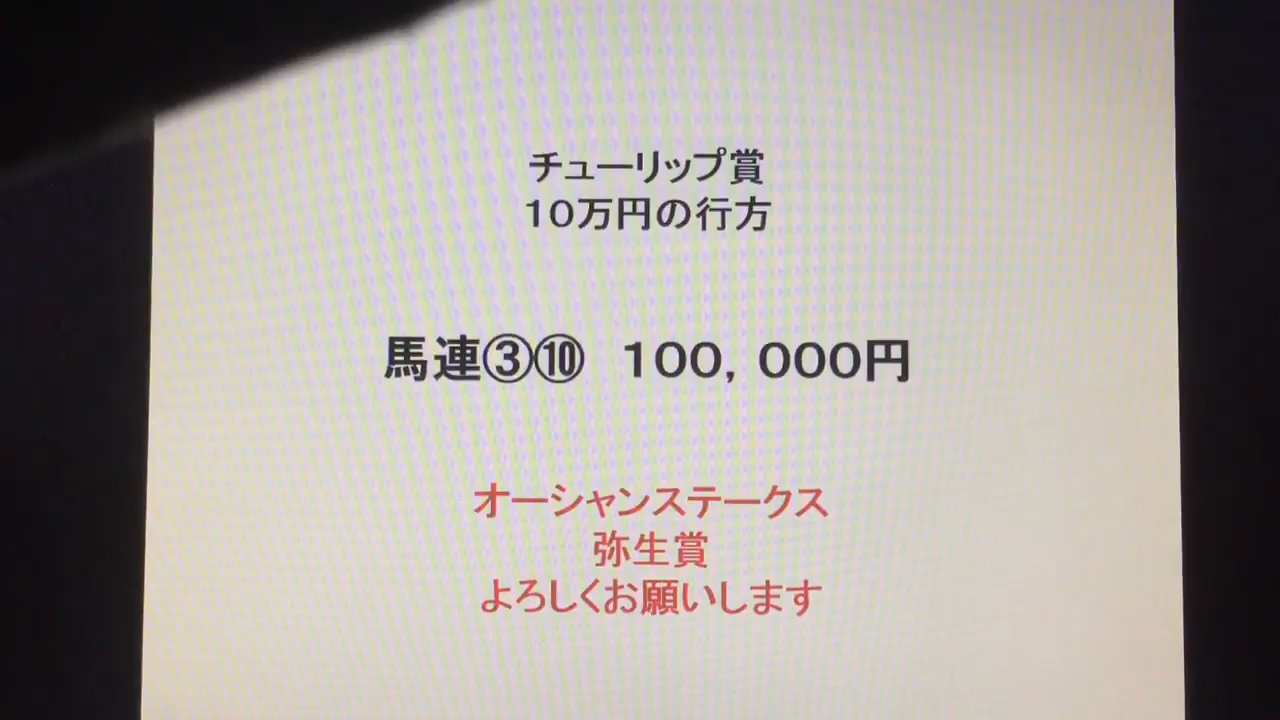 チューリップ賞
10万円の行方
馬連③⑩ 100,000円
オーシャンステークス
弥生賞
よろしくお願いします